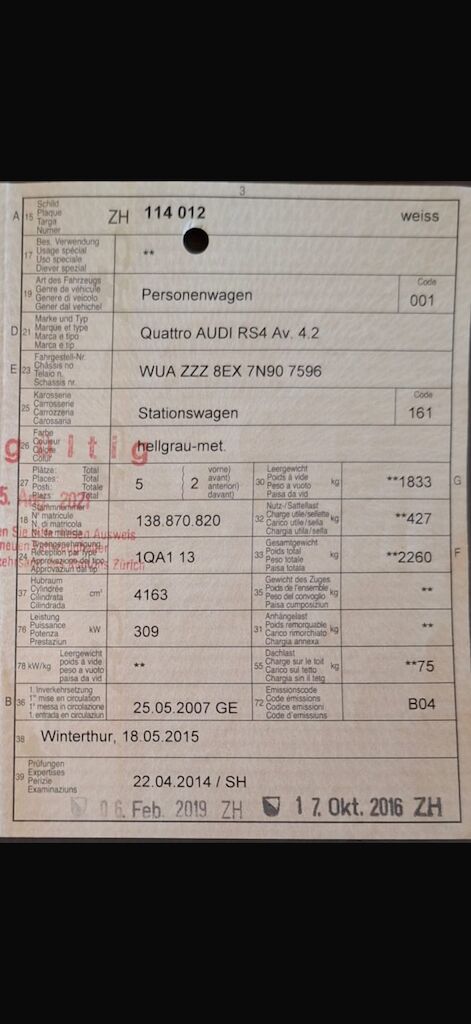 3
A 15 Schild
Plaque
Targa
Numer
ZH 114 012 weiss
17 Bes. Verwendung
Usage spécial
Uso speciale
Diever spezial
**
19 Art des Fahrzeugs
Genre de véhicule
Genere di veicolo
Gener dal vehichel
Personenwagen
Code
001
D 21 Marke und Typ
Marque et type
Marca e tipo
Marca e tip
Quattro AUDI RS4 Av. 4.2
E 23 Fahrgestell-Nr.
Châssis no
Telaio n.
Schassis nr.
WUA ZZZ 8EX 7N90 7596
25 Karosserie
Carrosserie
Carrozzeria
Carossaria
Stationswagen
Code
161
26 Farbe
Couleur
Colore
Colur
hellgrau-met.
27 Plätze: Total
Places: Total
Posti: Totale
Plazs: Total
5 ( 2 vorne)
avant)
anteriori)
davant)
30 Leergewicht
Poids à vide
Peso a vuoto
Paisa da vid
kg
**1833 G
18 Stammnummer
N° matricule
N. di matricola
Nr. da matricla
138.870.820
32 Nutz-/Sattellast
Charge utile/sellette
Carico utile/sella
Chargia utila/sella
kg
**427
24 Typengenehmigung
Réception par type
Approvazione del tipo
Approvaziun dal tip
1QA1 13
33 Gesamtgewicht
Poids total
Peso totale
Paisa totala
kg
**2260 F
37 Hubraum
Cylindrée
Cilindrata
Cilindrada
cm³
4163
35 Gewicht des Zuges
Poids de l'ensemble
Peso del convoglio
Paisa cumposiziun
kg
**
76 Leistung
Puissance
Potenza
Prestaziun
kW
309
31 Anhängelast
Poids remorquable
Carico rimorchiato
Chargia annexa
kg
**
78 kW/kg Leergewicht
poids à vide
peso a vuoto
paisa da vid
**
55 Dachlast
Charge sur le toit
Carico sul tetto
Chargia sin il tetg
kg
**75
B 36 1. Inverkehrsetzung
1re mise en circulation
1a messa in circolazione
1. entrada en circulaziun
25.05.2007 GE
72 Emissionscode
Code émissions
Codice emissioni
Code d'emissiuns
B04
38 Winterthur, 18.05.2015
39 Prüfungen
Expertises
Perizie
Examinaziuns
22.04.2014 / SH
06. Feb. 2019 ZH 17. Okt. 2016 ZH
gültig
5. Aug. 2021